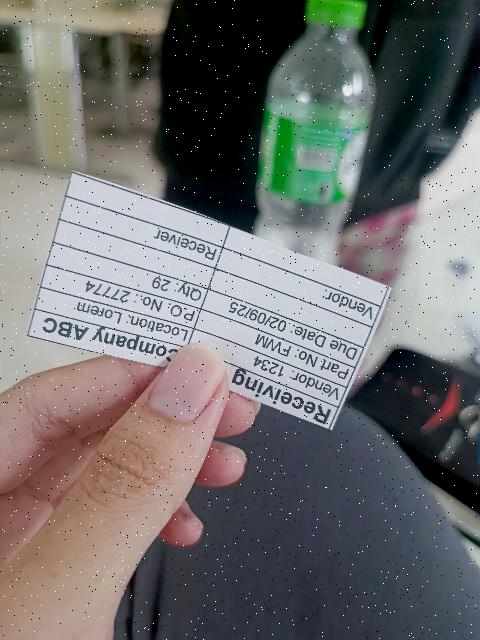 Receiving Company ABC
Vendor: 1234 Location: Lorem
Part No: FWM P.O. No.: 27774
Due Date: 02/09/25 Qty: 29
Vendor: Receiver